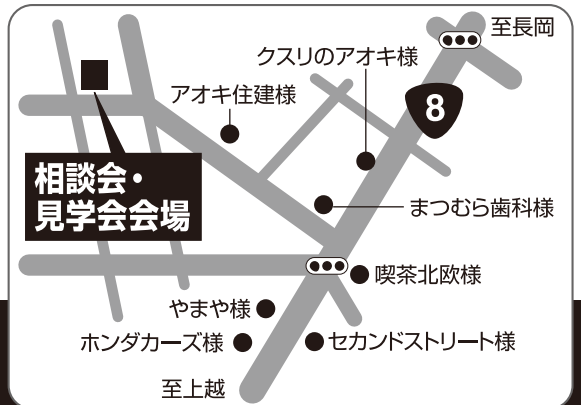 至長岡
クスリのアオキ様
アオキ住建様
8
相談会・
見学会会場
まつむら歯科様
喫茶北欧様
やまや様
ホンダカーズ様
セカンドストリート様
至上越